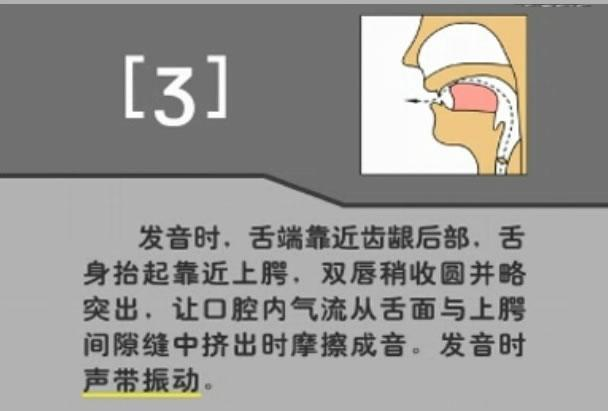 [ʒ]
发音时，舌端靠近齿龈后部，舌
身抬起靠近上腭，双唇稍收圆并略
突出，让口腔内气流从舌面与上腭
间隙缝中挤出时摩擦成音。发音时
声带振动。